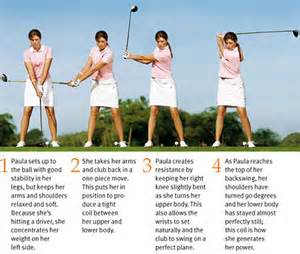 1 Paula sets up
to the ball with good
stability in her
legs, but keeps her
arms and shoulders
relaxed and soft.
Because she's
hitting a driver, she
concentrates her
weight on her
left side.
2 She takes her arms
and club back in a
one-piece move.
This puts her in
position to pro-
duce a tight
coil between her
upper and
lower body.
3 Paula creates
resistance by
keeping her right
knee slightly bent
as she turns her
upper body. This
also allows the
wrists to set
naturally and the
club to swing on a
perfect plane.
4 As Paula reaches
the top of her
backswing, her
shoulders have
turned 90 degrees
and her lower body
has stayed almost
perfectly still;
this coil is how
she generates
her power.